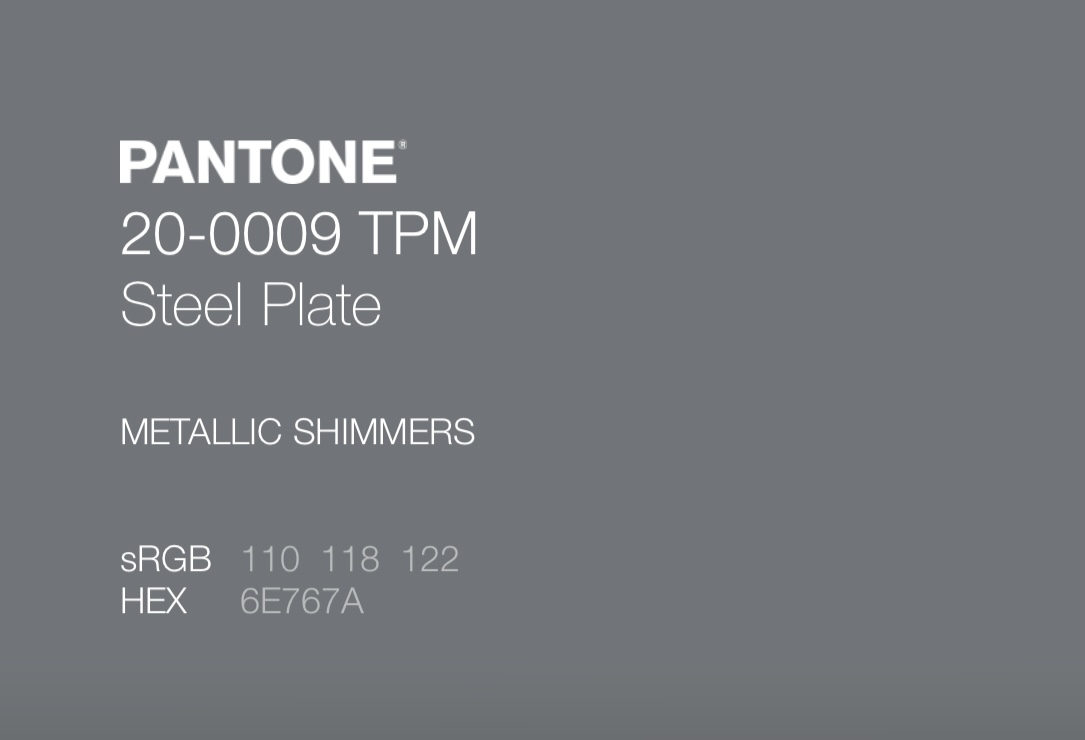 PANTONE®
20-0009 TPM
Steel Plate
METALLIC SHIMMERS
sRGB 110 118 122
HEX 6E767A